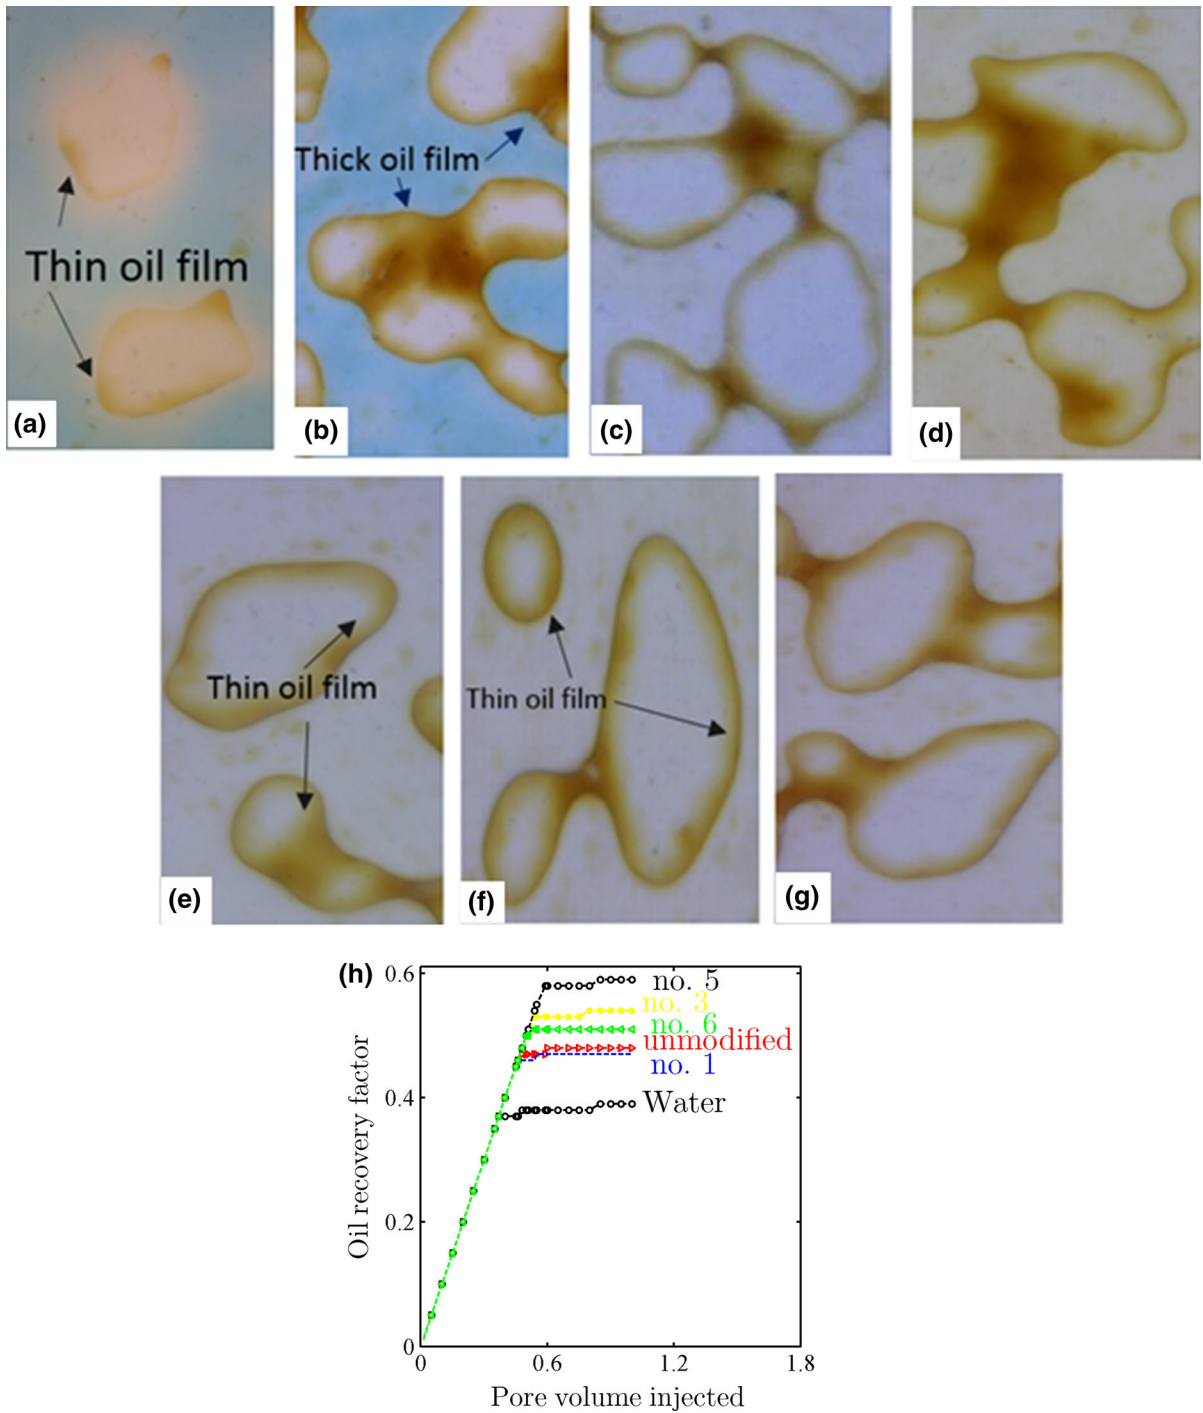 Thin oil film
(a)
Thick oil film
(b)
(c)
(d)
Thin oil film
(e)
Thin oil film
(f)
(g)
(h)
0.6
0.4
0.2
0
0
0.6
1.2
1.8
Oil recovery factor
Pore volume injected
no. 5
no. 3
no. 6
unmodified
no. 1
Water